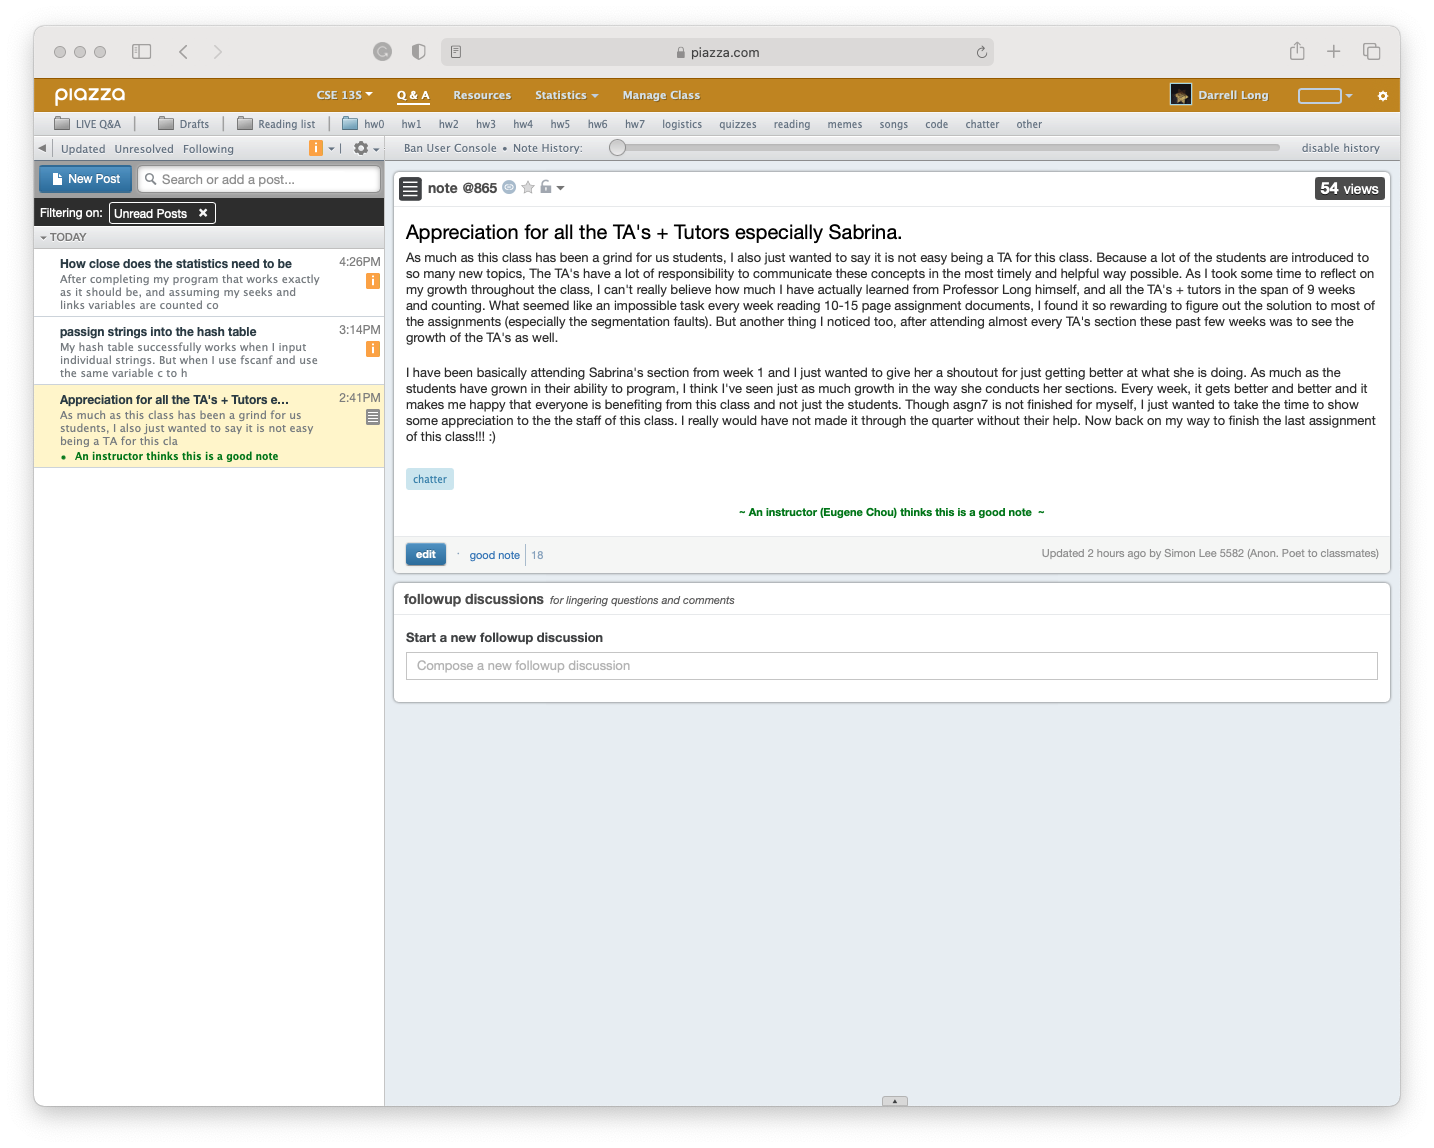 piazza.com
piazza
CSE 13S
Q & A
Resources
Statistics
Manage Class
Darrell Long
LIVE Q&A
Drafts
Reading list
hw0
hw1
hw2
hw3
hw4
hw5
hw6
hw7
logistics
quizzes
reading
memes
songs
code
chatter
other
Updated
Unresolved
Following
i
Ban User Console • Note History:
disable history
New Post
Search or add a post...
Filtering on:
Unread Posts x
TODAY
How close does the statistics need to be
4:26PM
After completing my program that works exactly
i
as it should be, and assuming my seeks and
links variables are counted co
passign strings into the hash table
3:14PM
My hash table successfully works when I input
i
individual strings. But when I use fscanf and use
the same variable c to h
Appreciation for all the TA's + Tutors e...
2:41PM
As much as this class has been a grind for us
students, I also just wanted to say it is not easy
being a TA for this cla
• An instructor thinks this is a good note
note @865
54 views
Appreciation for all the TA's + Tutors especially Sabrina.
As much as this class has been a grind for us students, I also just wanted to say it is not easy being a TA for this class. Because a lot of the students are introduced to
so many new topics, The TA's have a lot of responsibility to communicate these concepts in the most timely and helpful way possible. As I took some time to reflect on
my growth throughout the class, I can't really believe how much I have actually learned from Professor Long himself, and all the TA's + tutors in the span of 9 weeks
and counting. What seemed like an impossible task every week reading 10-15 page assignment documents, I found it so rewarding to figure out the solution to most of
the assignments (especially the segmentation faults). But another thing I noticed too, after attending almost every TA's section these past few weeks was to see the
growth of the TA's as well.
I have been basically attending Sabrina's section from week 1 and I just wanted to give her a shoutout for just getting better at what she is doing. As much as the
students have grown in their ability to program, I think I've seen just as much growth in the way she conducts her sections. Every week, it gets better and better and it
makes me happy that everyone is benefiting from this class and not just the students. Though asgn7 is not finished for myself, I just wanted to take the time to show
some appreciation to the the staff of this class. I really would have not made it through the quarter without their help. Now back on my way to finish the last assignment
of this class!!! :)
chatter
~ An instructor (Eugene Chou) thinks this is a good note ~
edit
·
good note
18
Updated 2 hours ago by Simon Lee 5582 (Anon. Poet to classmates)
followup discussions for lingering questions and comments
Start a new followup discussion
Compose a new followup discussion